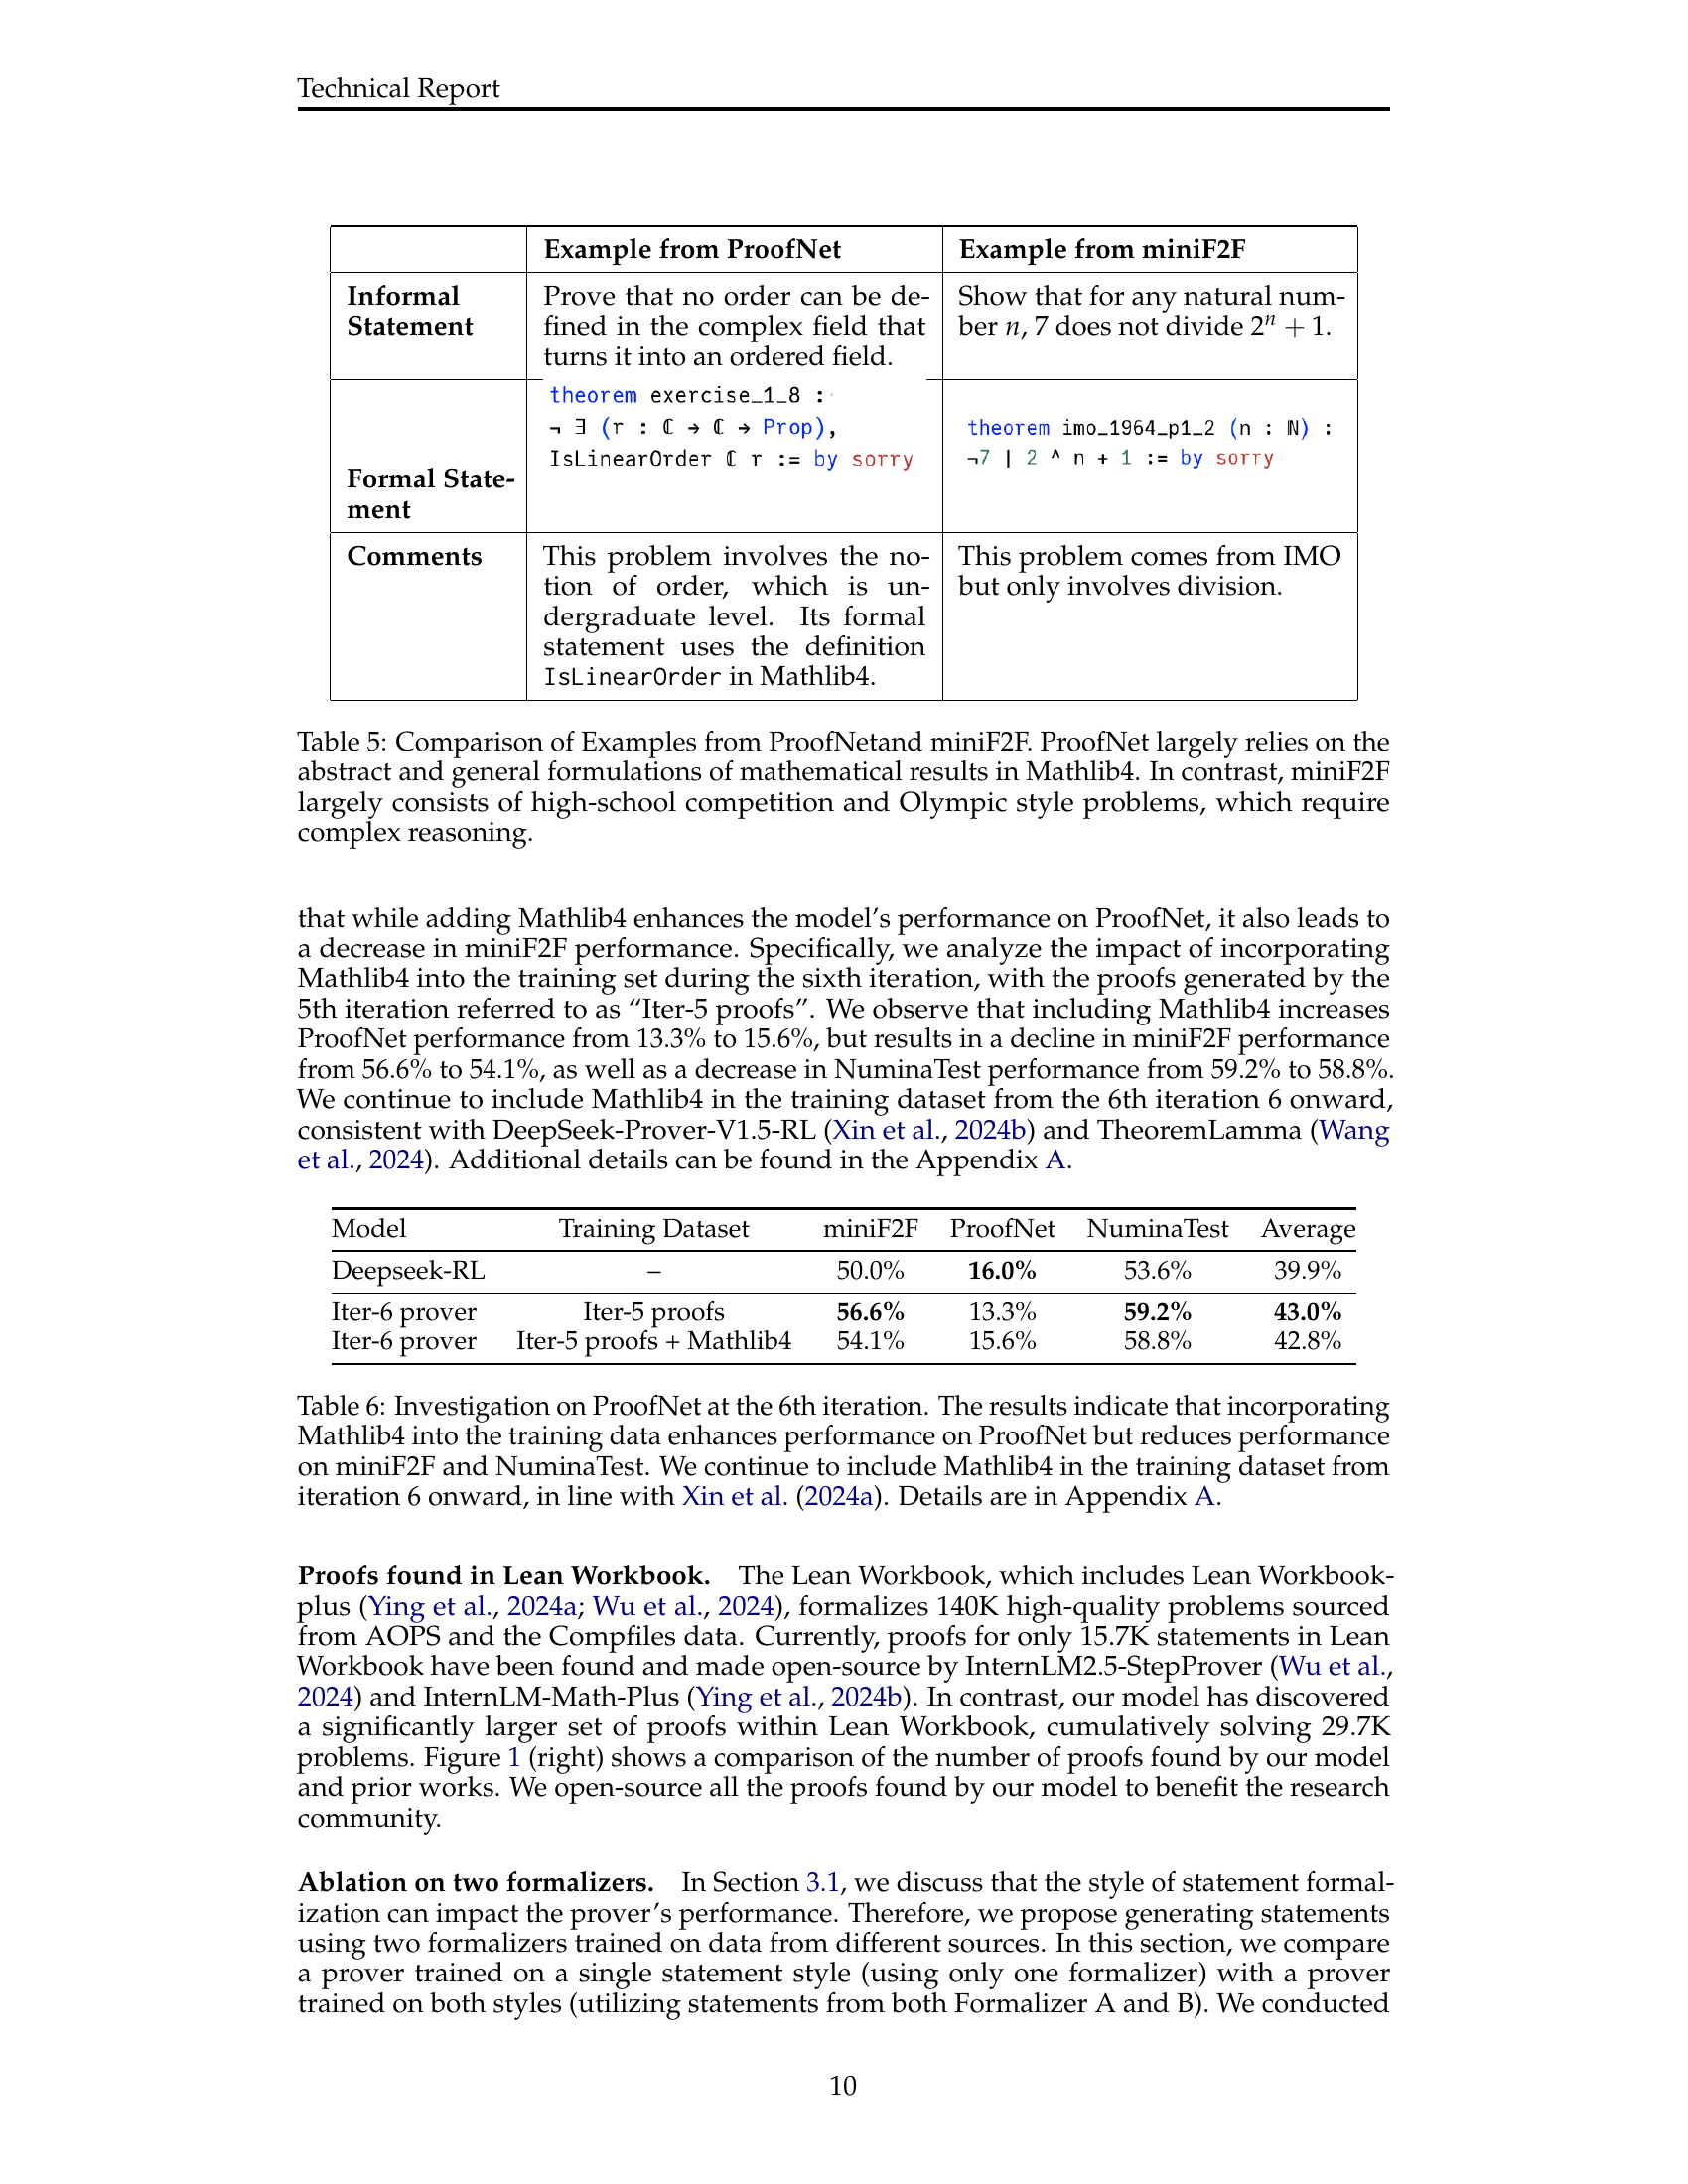 Technical Report
Example from ProofNet
Example from miniF2F
Informal
Statement
Prove that no order can be de-
fined in the complex field that
turns it into an ordered field.
Show that for any natural num-
ber n, 7 does not divide 2^n + 1.
Formal State-
ment
theorem exercise_1_8 :
¬ ∃ (r : ℂ → ℂ → Prop),
IsLinearOrder ℂ r := by sorry
theorem imo_1964_p1_2 (n : ℕ) :
¬7 ∣ 2 ^ n + 1 := by sorry
Comments
This problem involves the no-
tion of order, which is un-
dergraduate level. Its formal
statement uses the definition
IsLinearOrder in Mathlib4.
This problem comes from IMO
but only involves division.
Table 5: Comparison of Examples from ProofNetand miniF2F. ProofNet largely relies on the
abstract and general formulations of mathematical results in Mathlib4. In contrast, miniF2F
largely consists of high-school competition and Olympic style problems, which require
complex reasoning.
that while adding Mathlib4 enhances the model's performance on ProofNet, it also leads to
a decrease in miniF2F performance. Specifically, we analyze the impact of incorporating
Mathlib4 into the training set during the sixth iteration, with the proofs generated by the
5th iteration referred to as “Iter-5 proofs”. We observe that including Mathlib4 increases
ProofNet performance from 13.3% to 15.6%, but results in a decline in miniF2F performance
from 56.6% to 54.1%, as well as a decrease in NuminaTest performance from 59.2% to 58.8%.
We continue to include Mathlib4 in the training dataset from the 6th iteration 6 onward,
consistent with DeepSeek-Prover-V1.5-RL (Xin et al., 2024b) and TheoremLamma (Wang
et al., 2024). Additional details can be found in the Appendix A.
Model Training Dataset miniF2F ProofNet NuminaTest Average
Deepseek-RL – 50.0% 16.0% 53.6% 39.9%
Iter-6 prover Iter-5 proofs 56.6% 13.3% 59.2% 43.0%
Iter-6 prover Iter-5 proofs + Mathlib4 54.1% 15.6% 58.8% 42.8%
Table 6: Investigation on ProofNet at the 6th iteration. The results indicate that incorporating
Mathlib4 into the training data enhances performance on ProofNet but reduces performance
on miniF2F and NuminaTest. We continue to include Mathlib4 in the training dataset from
iteration 6 onward, in line with Xin et al. (2024a). Details are in Appendix A.
Proofs found in Lean Workbook. The Lean Workbook, which includes Lean Workbook-
plus (Ying et al., 2024a; Wu et al., 2024), formalizes 140K high-quality problems sourced
from AOPS and the Compfiles data. Currently, proofs for only 15.7K statements in Lean
Workbook have been found and made open-source by InternLM2.5-StepProver (Wu et al.,
2024) and InternLM-Math-Plus (Ying et al., 2024b). In contrast, our model has discovered
a significantly larger set of proofs within Lean Workbook, cumulatively solving 29.7K
problems. Figure 1 (right) shows a comparison of the number of proofs found by our model
and prior works. We open-source all the proofs found by our model to benefit the research
community.
Ablation on two formalizers. In Section 3.1, we discuss that the style of statement formal-
ization can impact the prover's performance. Therefore, we propose generating statements
using two formalizers trained on data from different sources. In this section, we compare
a prover trained on a single statement style (using only one formalizer) with a prover
trained on both styles (utilizing statements from both Formalizer A and B). We conducted
10